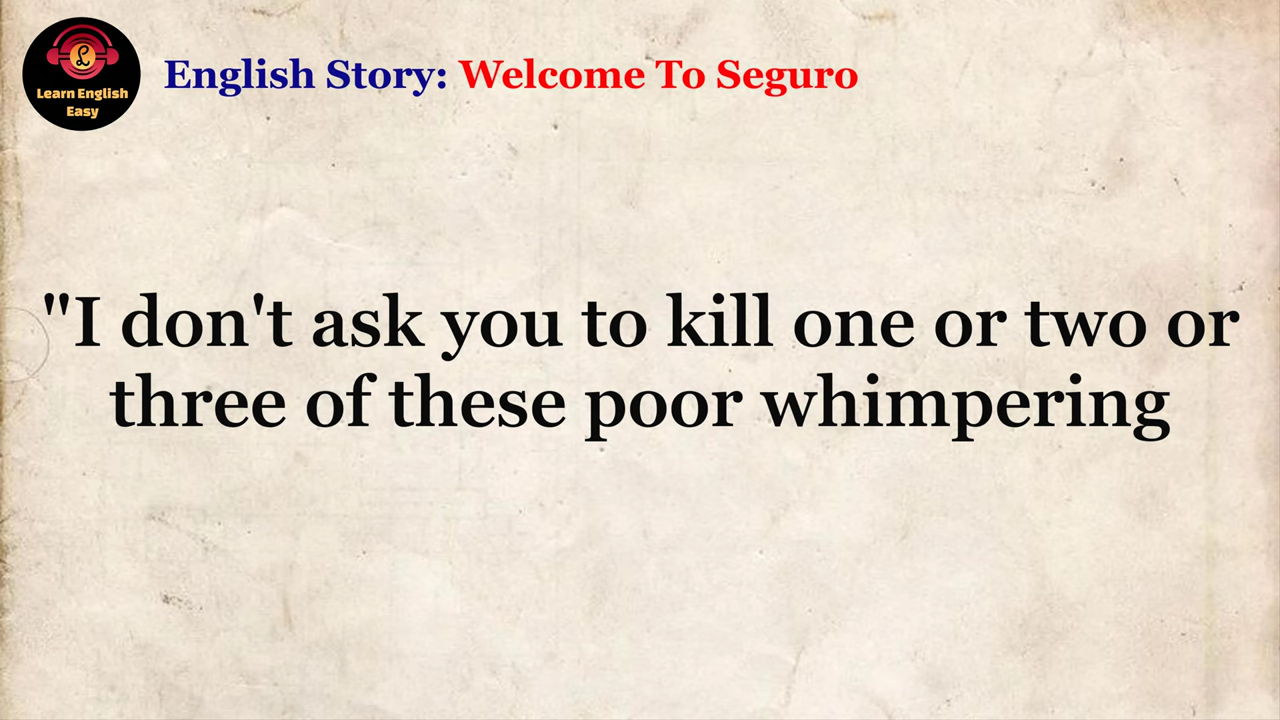 Learn English
Easy
English Story: Welcome To Seguro
"I don't ask you to kill one or two or
three of these poor whimpering